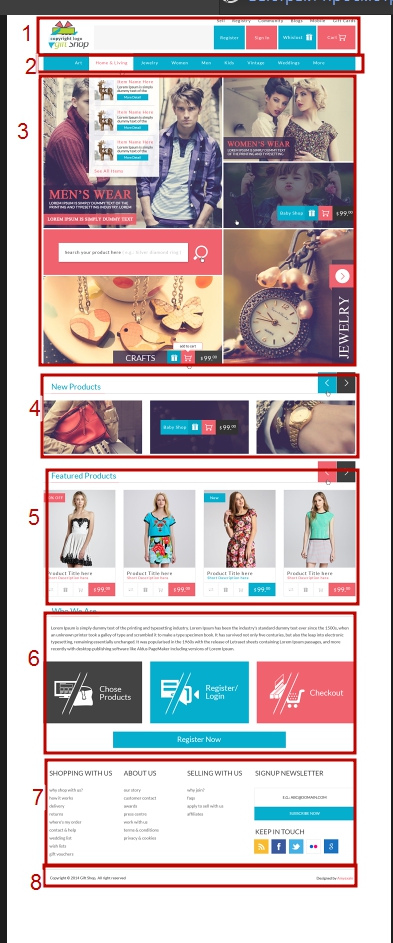 1
Sell Registry Community Blogs Mobile Gift Cards
copyright logo
gift Shop
Register
Sign In
Whishlist
Cart
2
Art
Home & Living
Jewelry
Women
Men
Kids
Vintage
Weddings
More
3
Item Name Here
Lorem Ipsum is simply
dummy text of the
More Detail
Item Name Here
Lorem Ipsum is simply
dummy text of the
More Detail
Item Name Here
Lorem Ipsum is simply
dummy text of the
More Detail
See All Items
MEN'S WEAR
LOREM IPSUM IS SIMPLY DUMMY TEXT OF THE
PRINTING AND TYPESETTING INDUSTRY. LOREM IPSUM
LOREM IPSUM IS SIMPLY DUMMY TEXT
WOMEN'S WEAR
LOREM IPSUM IS SIMPLY DUMMY TEXT OF THE
PRINTING AND TYPESETTING
Baby Shop
$99.00
Search your product here
JEWELRY
add to cart
CRAFTS
$99.00
4
New Products
Baby Shop
$99.00
5
Featured Products
OFF
New
Product Title here
Short Description here
$99.00
Product Title here
Short Description here
$99.00
Product Title here
Short Description here
$99.00
Product Title here
Short Description here
$99.00
Who We Are
6
Lorem Ipsum is simply dummy text of the printing and typesetting industry. Lorem Ipsum has been the industry's standard dummy text ever since the 1500s, when
an unknown printer took a galley of type and scrambled it to make a type specimen book. It has survived not only five centuries, but also the leap into electronic
typesetting, remaining essentially unchanged. It was popularised in the 1960s with the release of Letraset sheets containing Lorem Ipsum passages, and more
recently with desktop publishing software like Aldus PageMaker including versions of Lorem Ipsum.
Chose
Products
Register/
Login
Checkout
Register Now
7
SHOPPING WITH US
why shop with us?
how it works
delivery
returns
where's my order
contact & help
wedding list
wish lists
gift vouchers
ABOUT US
our story
customer contact
awards
press centre
work with us
terms & conditions
privacy & cookies
SELLING WITH US
why join?
faqs
apply to sell with us
affiliates
SIGNUP NEWSLETTER
E.G.: ABC@DOMAIN.COM
SUBSCRIBE NOW
KEEP IN TOUCH
8
Copyright © 2014 Gift Shop, All right reserved
Designed by